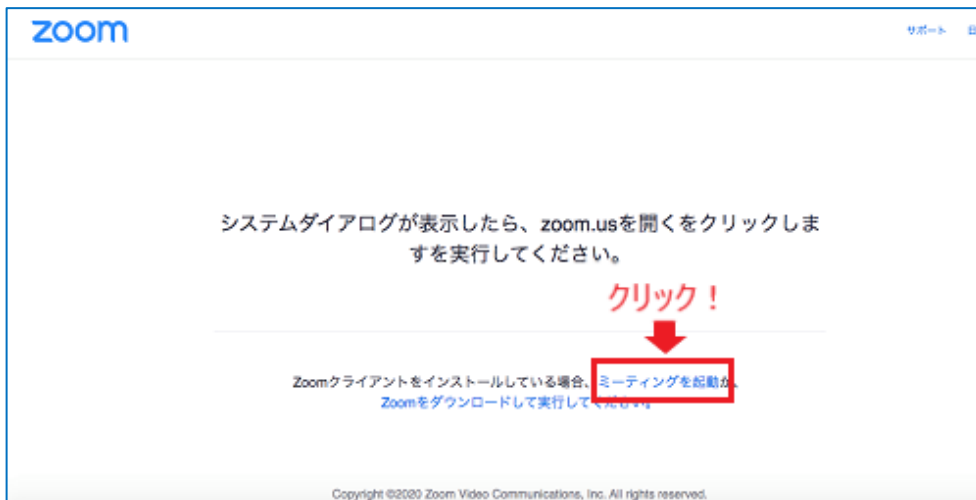 zoom
サポート 日
システムダイアログが表示したら、zoom.usを開くをクリックしま
すを実行してください。
クリック！
Zoomクライアントをインストールしている場合、ミーティングを起動か、
Zoomをダウンロードして実行してください。
Copyright ©2020 Zoom Video Communications, Inc. All rights reserved.